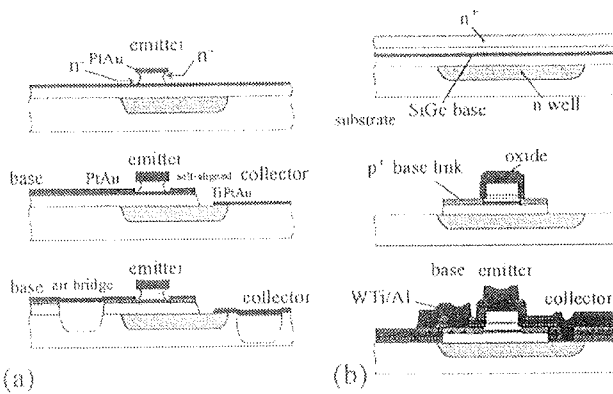 emitter
PtAu
n⁻
n⁻
emitter
base
PtAu
self-aligned
collector
TiPtAu
emitter
base
air bridge
collector
(a)
n⁺
SiGe base
n well
substrate
oxide
p⁺ base link
base
emitter
WTi/Al
collector
(b)